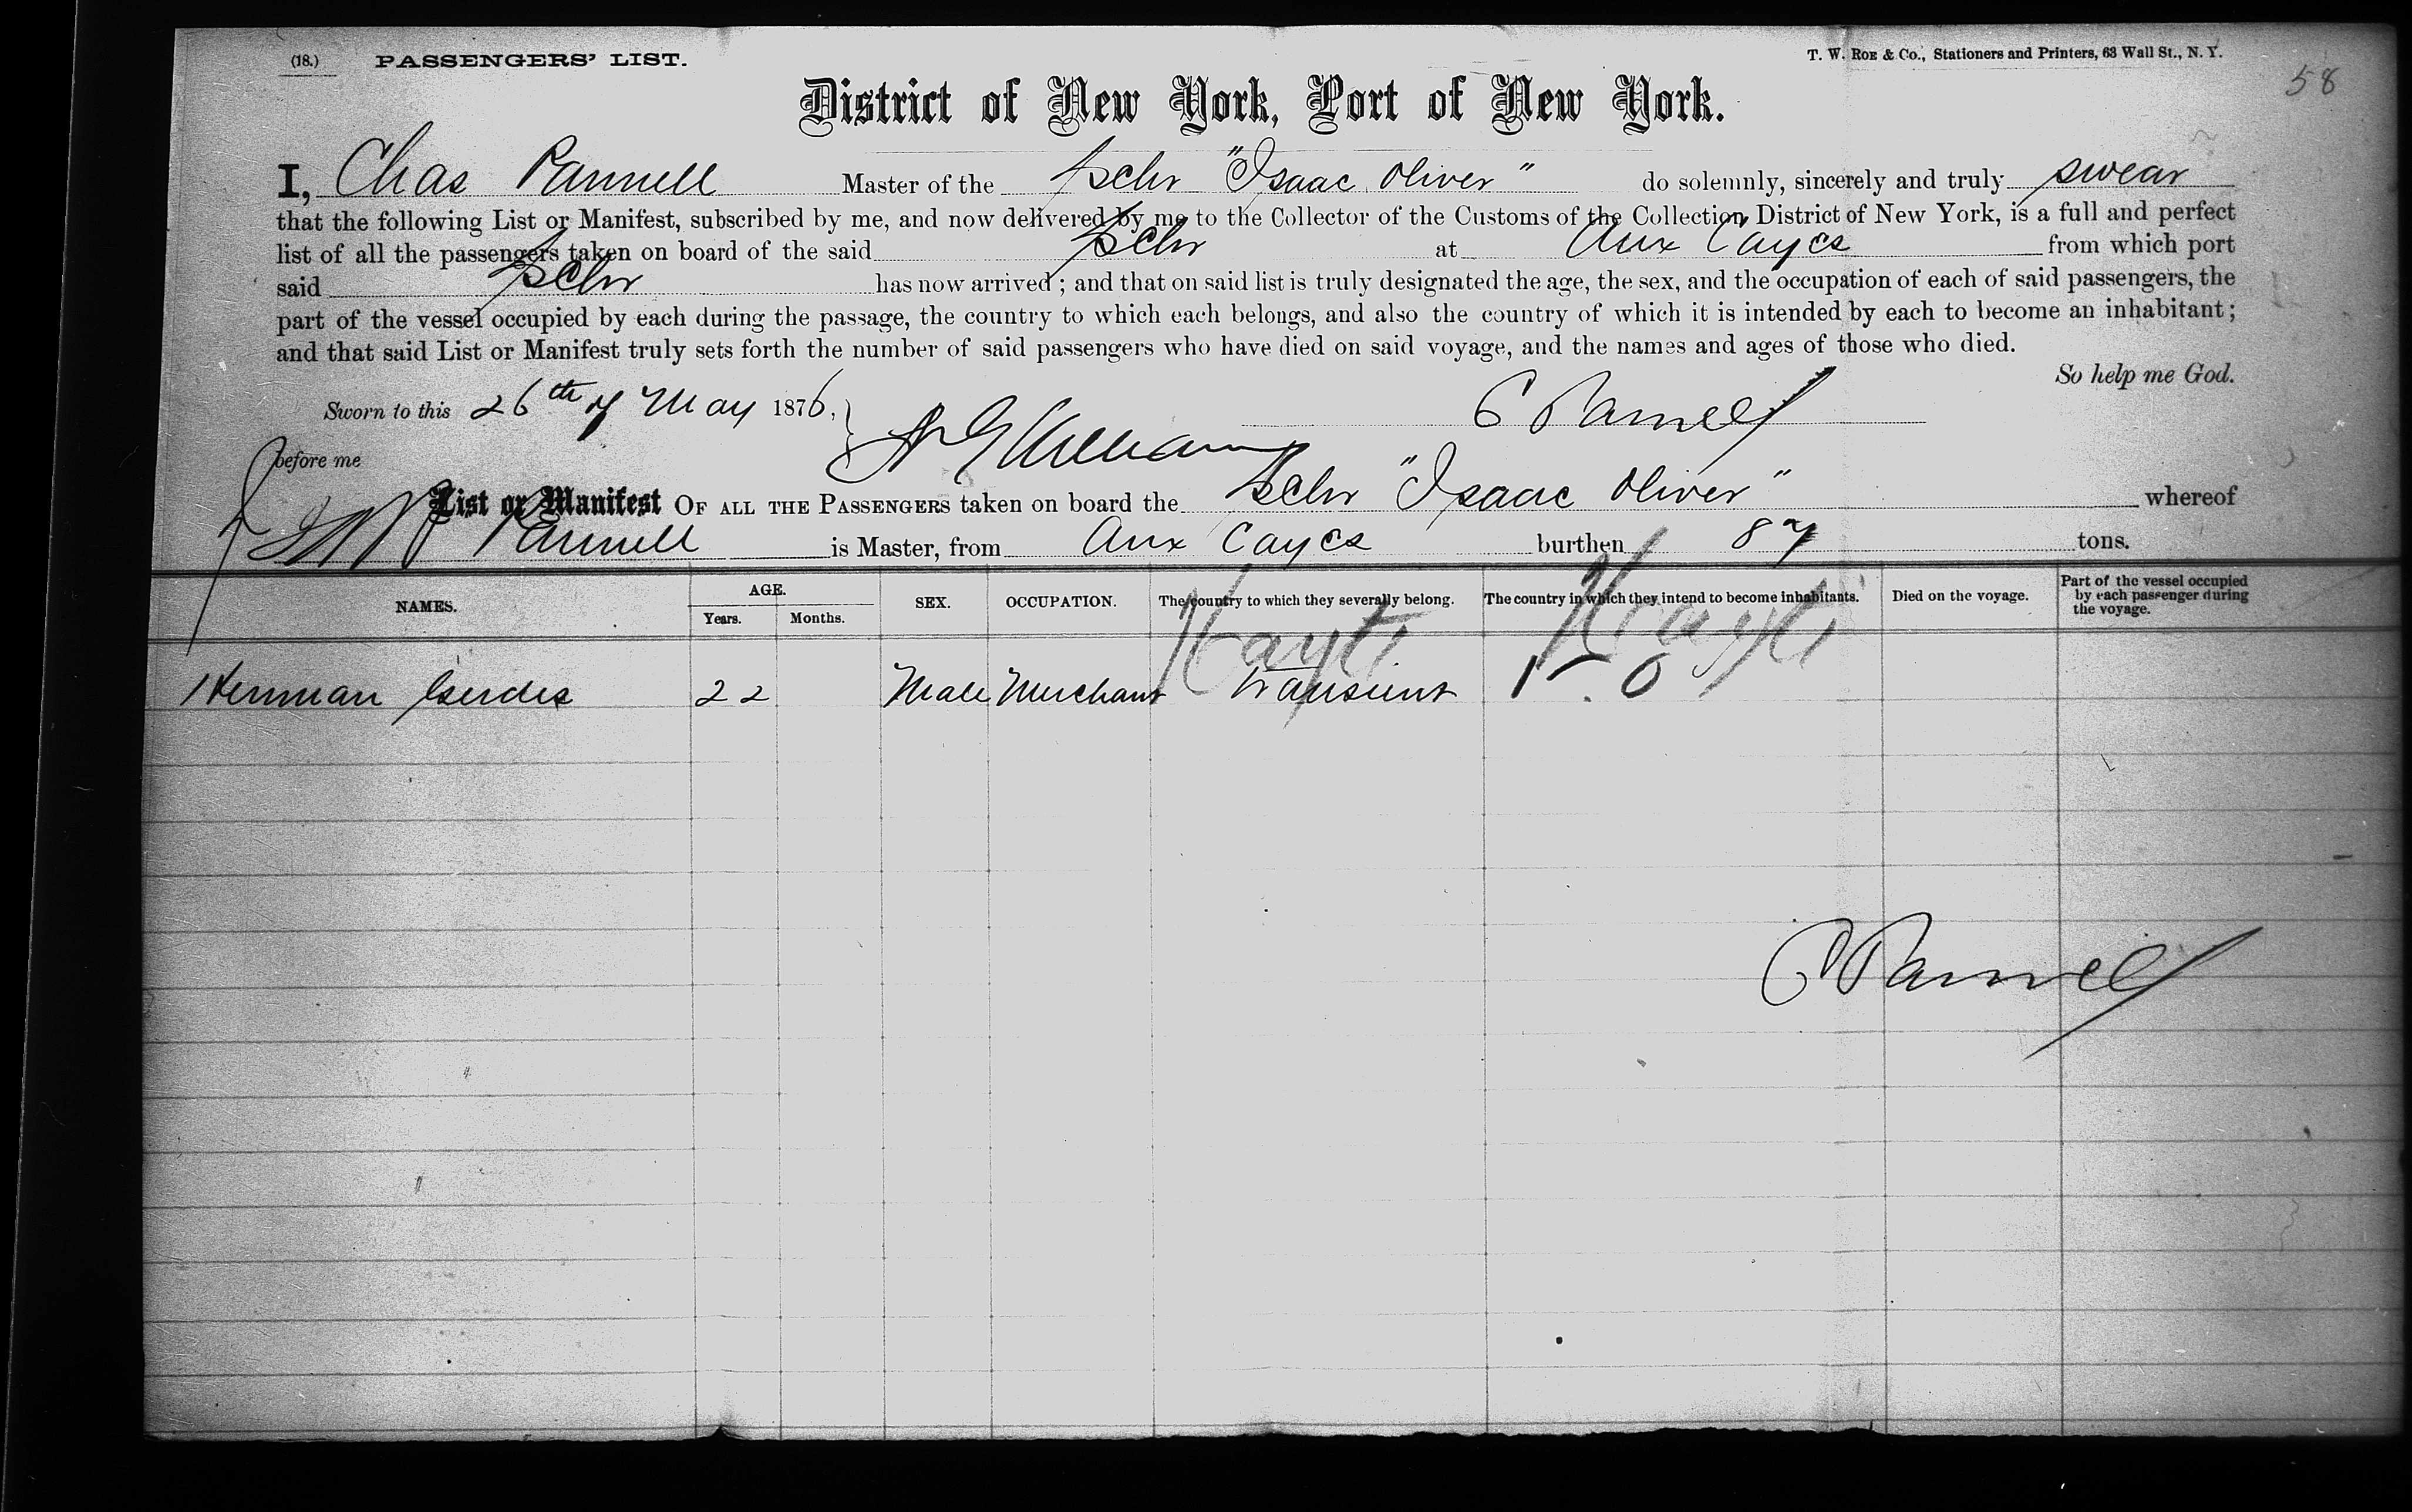 (18.) PASSENGERS' LIST. T. W. ROE & CO., Stationers and Printers, 63 Wall St., N. Y.
58
District of New York, Port of New York.
I, Chas Pannell Master of the Schr "Isaac Oliver" do solemnly, sincerely and truly swear
that the following List or Manifest, subscribed by me, and now delivered by me to the Collector of the Customs of the Collection District of New York, is a full and perfect
list of all the passengers taken on board of the said Schr at Aux Cayes from which port
said Schr has now arrived; and that on said list is truly designated the age, the sex, and the occupation of each of said passengers, the
part of the vessel occupied by each during the passage, the country to which each belongs, and also the country of which it is intended by each to become an inhabitant;
and that said List or Manifest truly sets forth the number of said passengers who have died on said voyage, and the names and ages of those who died.
So help me God.
Sworn to this 26th of May 1876, C Pannell
before me
List or Manifest OF ALL THE PASSENGERS taken on board the Schr "Isaac Oliver" whereof
Pannell is Master, from Aux Cayes burthen 87 tons.
NAMES. AGE. Years. Months. SEX. OCCUPATION. The country to which they severally belong. The country in which they intend to become inhabitants. Died on the voyage. Part of the vessel occupied by each passenger during the voyage.
Hayti Hayti
Herman Gerdes 22 Male Merchant transient
C Pannell